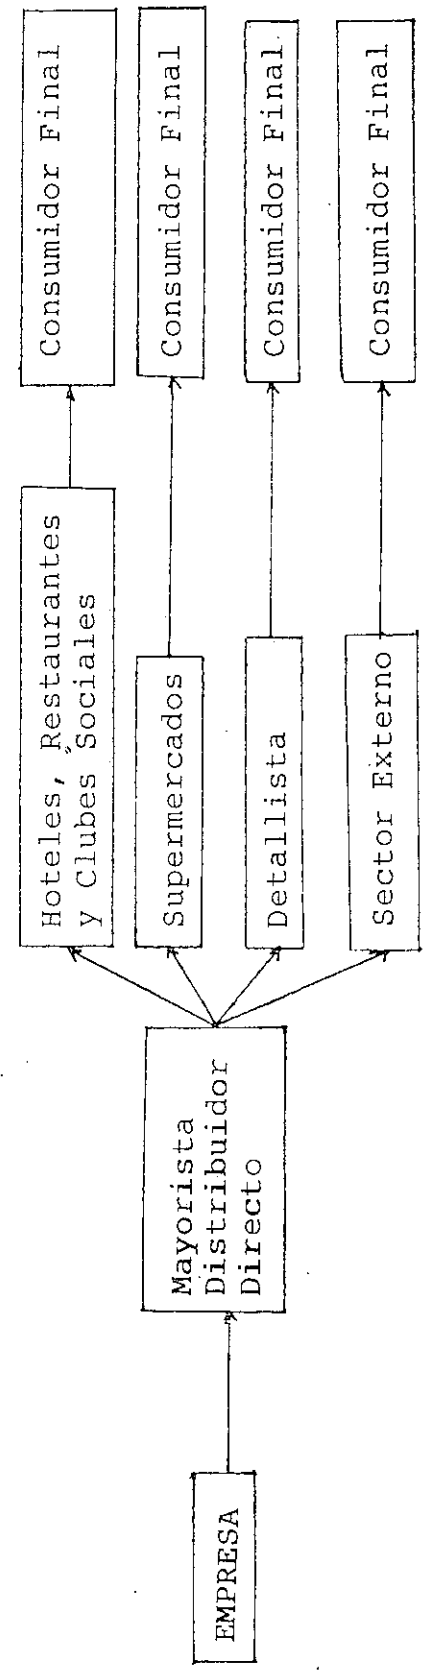 EMPRESA
Mayorista
Distribuidor
Directo
Hoteles, Restaurantes
y Clubes Sociales
Consumidor Final
Supermercados
Consumidor Final
Detallista
Consumidor Final
Sector Externo
Consumidor Final